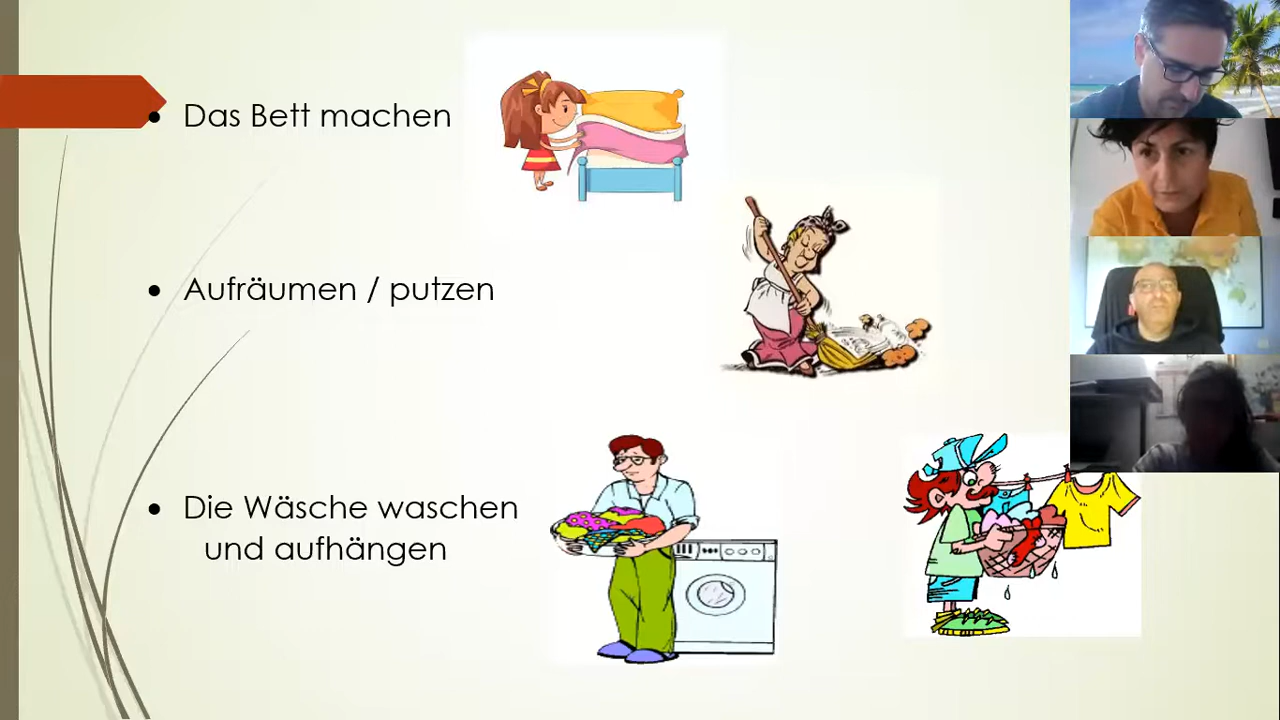 Das Bett machen
Aufräumen / putzen
Die Wäsche waschen
und aufhängen